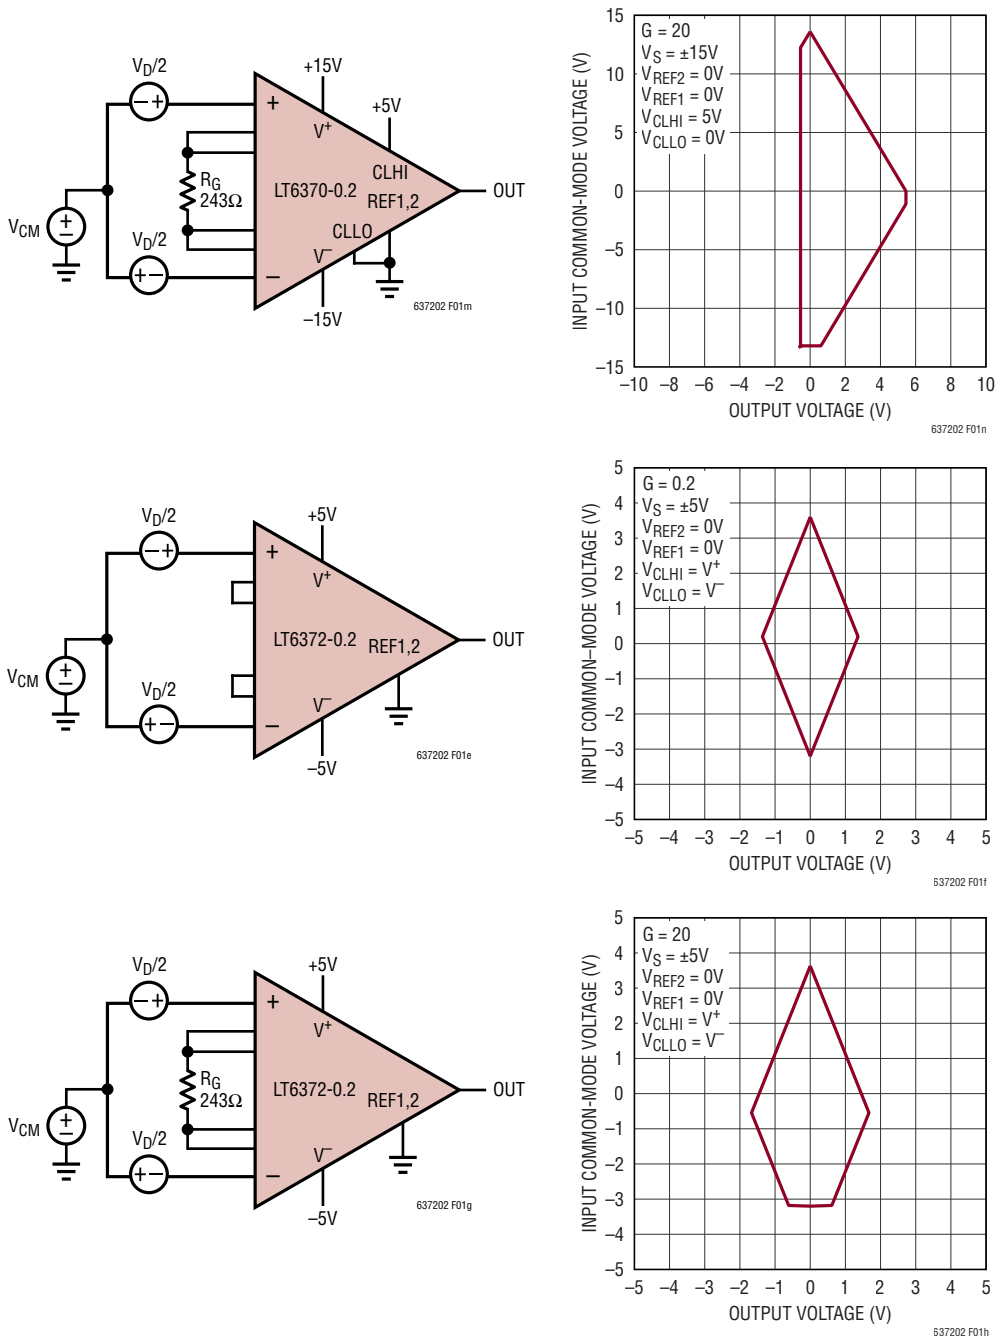 V_D/2
+15V
+5V
+
V⁺
CLHI
R_G
243Ω
LT6370-0.2
REF1,2
OUT
V_CM
V_D/2
CLLO
V⁻
−
–15V
637202 F01m
INPUT COMMON-MODE VOLTAGE (V)
15
10
5
0
–5
–10
–15
G = 20
V_S = ±15V
V_REF2 = 0V
V_REF1 = 0V
V_CLHI = 5V
V_CLLO = 0V
–10 –8 –6 –4 –2 0 2 4 6 8 10
OUTPUT VOLTAGE (V)
637202 F01n
V_D/2
+5V
+
V⁺
LT6372-0.2
REF1,2
OUT
V_CM
V_D/2
V⁻
−
–5V
637202 F01e
INPUT COMMON–MODE VOLTAGE (V)
5
4
3
2
1
0
–1
–2
–3
–4
–5
G = 0.2
V_S = ±5V
V_REF2 = 0V
V_REF1 = 0V
V_CLHI = V⁺
V_CLLO = V⁻
–5 –4 –3 –2 –1 0 1 2 3 4 5
OUTPUT VOLTAGE (V)
637202 F01f
V_D/2
+5V
+
V⁺
R_G
243Ω
LT6372-0.2
REF1,2
OUT
V_CM
V_D/2
V⁻
−
–5V
637202 F01g
INPUT COMMON-MODE VOLTAGE (V)
5
4
3
2
1
0
–1
–2
–3
–4
–5
G = 20
V_S = ±5V
V_REF2 = 0V
V_REF1 = 0V
V_CLHI = V⁺
V_CLLO = V⁻
–5 –4 –3 –2 –1 0 1 2 3 4 5
OUTPUT VOLTAGE (V)
637202 F01h